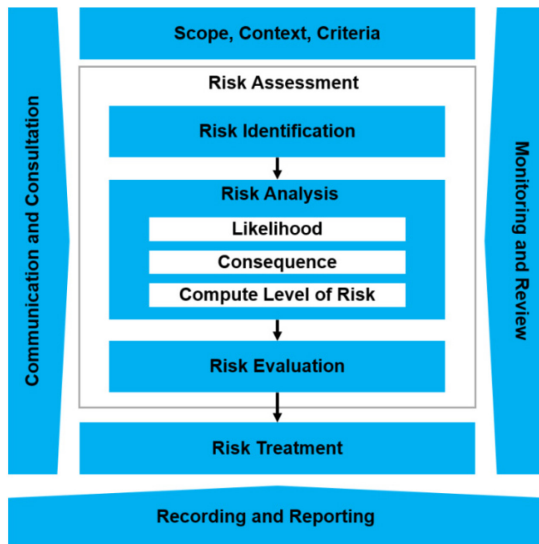 Scope, Context, Criteria
Risk Assessment
Risk Identification
Risk Analysis
Likelihood
Consequence
Compute Level of Risk
Risk Evaluation
Risk Treatment
Communication and Consultation
Monitoring and Review
Recording and Reporting